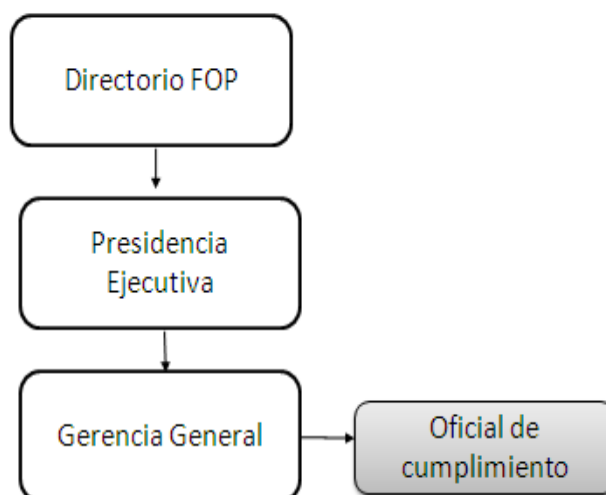 Directorio FOP
Presidencia
Ejecutiva
Gerencia General
Oficial de
cumplimiento